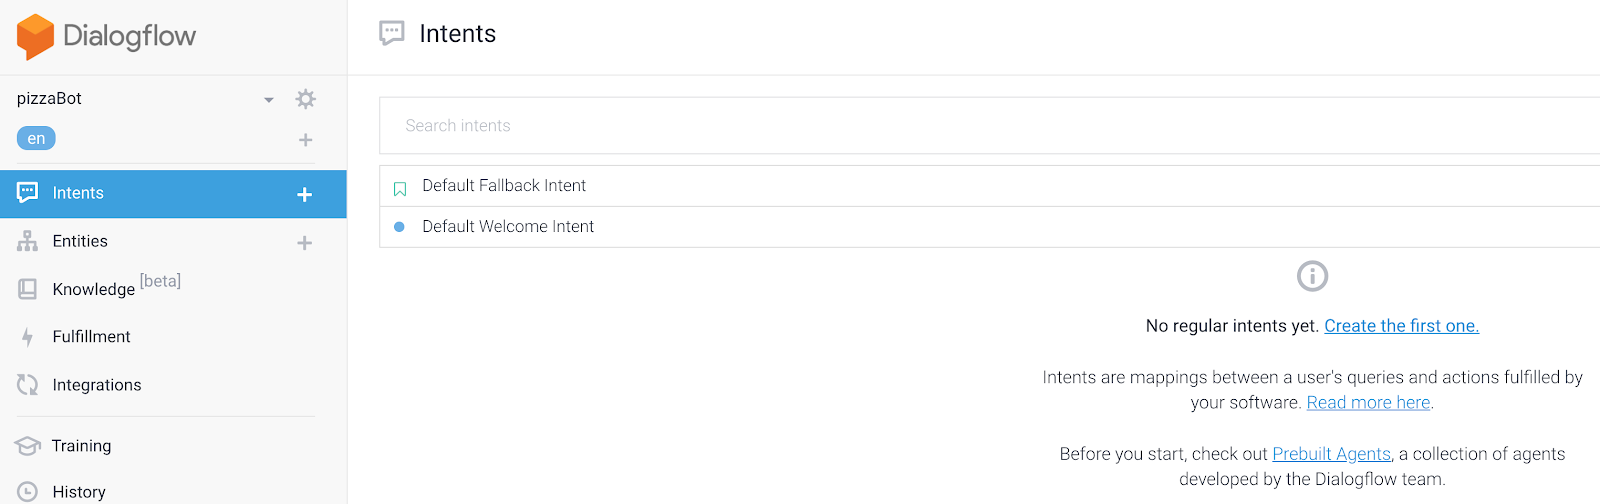 Dialogflow
Intents
pizzaBot
en
Search intents
Intents
Default Fallback Intent
Default Welcome Intent
Entities
Knowledge [beta]
Fulfillment
Integrations
Training
History
No regular intents yet. Create the first one.
Intents are mappings between a user's queries and actions fulfilled by
your software. Read more here.
Before you start, check out Prebuilt Agents, a collection of agents
developed by the Dialogflow team.